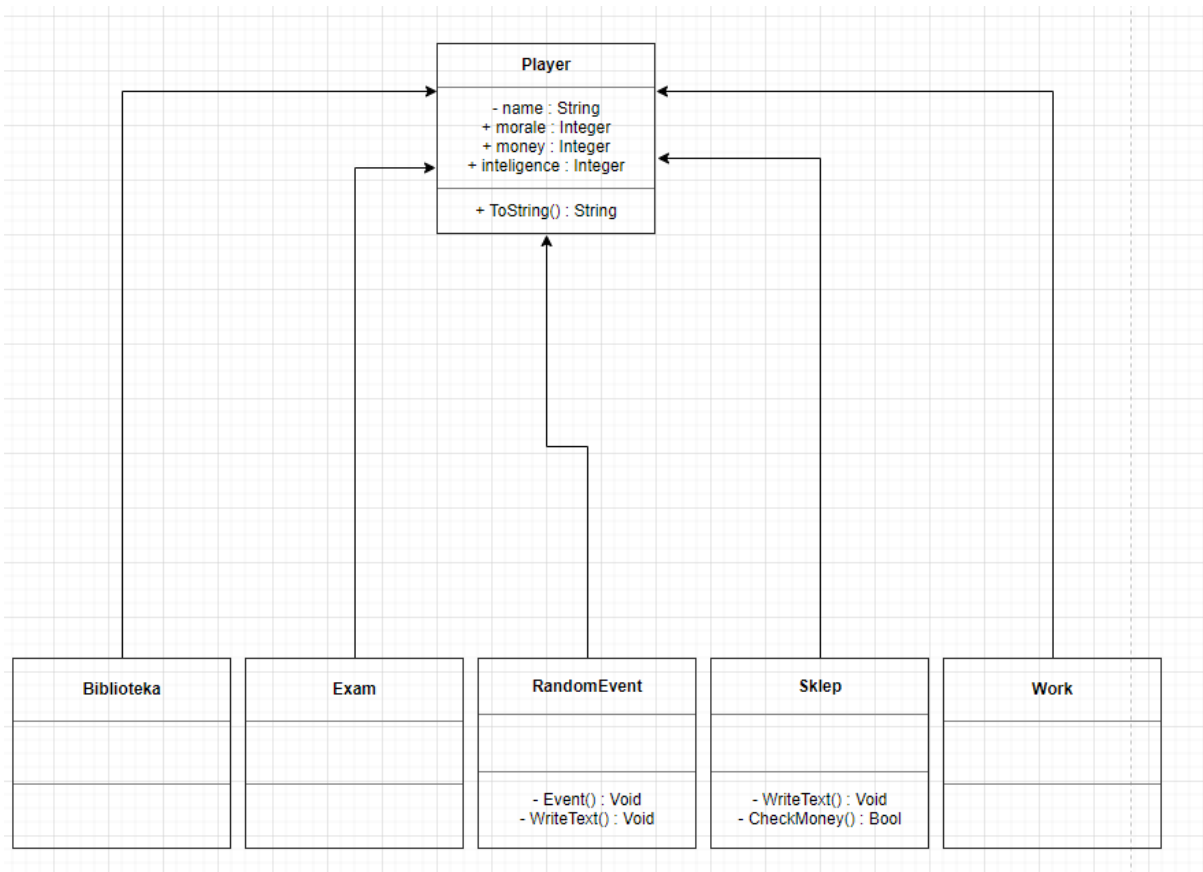 Player
- name : String
+ morale : Integer
+ money : Integer
+ inteligence : Integer
+ ToString() : String
Biblioteka
Exam
RandomEvent
- Event() : Void
- WriteText() : Void
Sklep
- WriteText() : Void
- CheckMoney() : Bool
Work